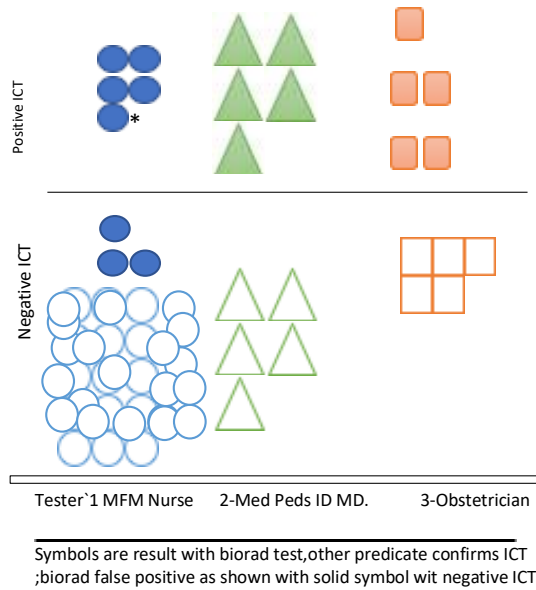 Positive ICT
*
Negative ICT
Tester`1 MFM Nurse 2-Med Peds ID MD. 3-Obstetrician
Symbols are result with biorad test,other predicate confirms ICT
;biorad false positive as shown with solid symbol wit negative ICT